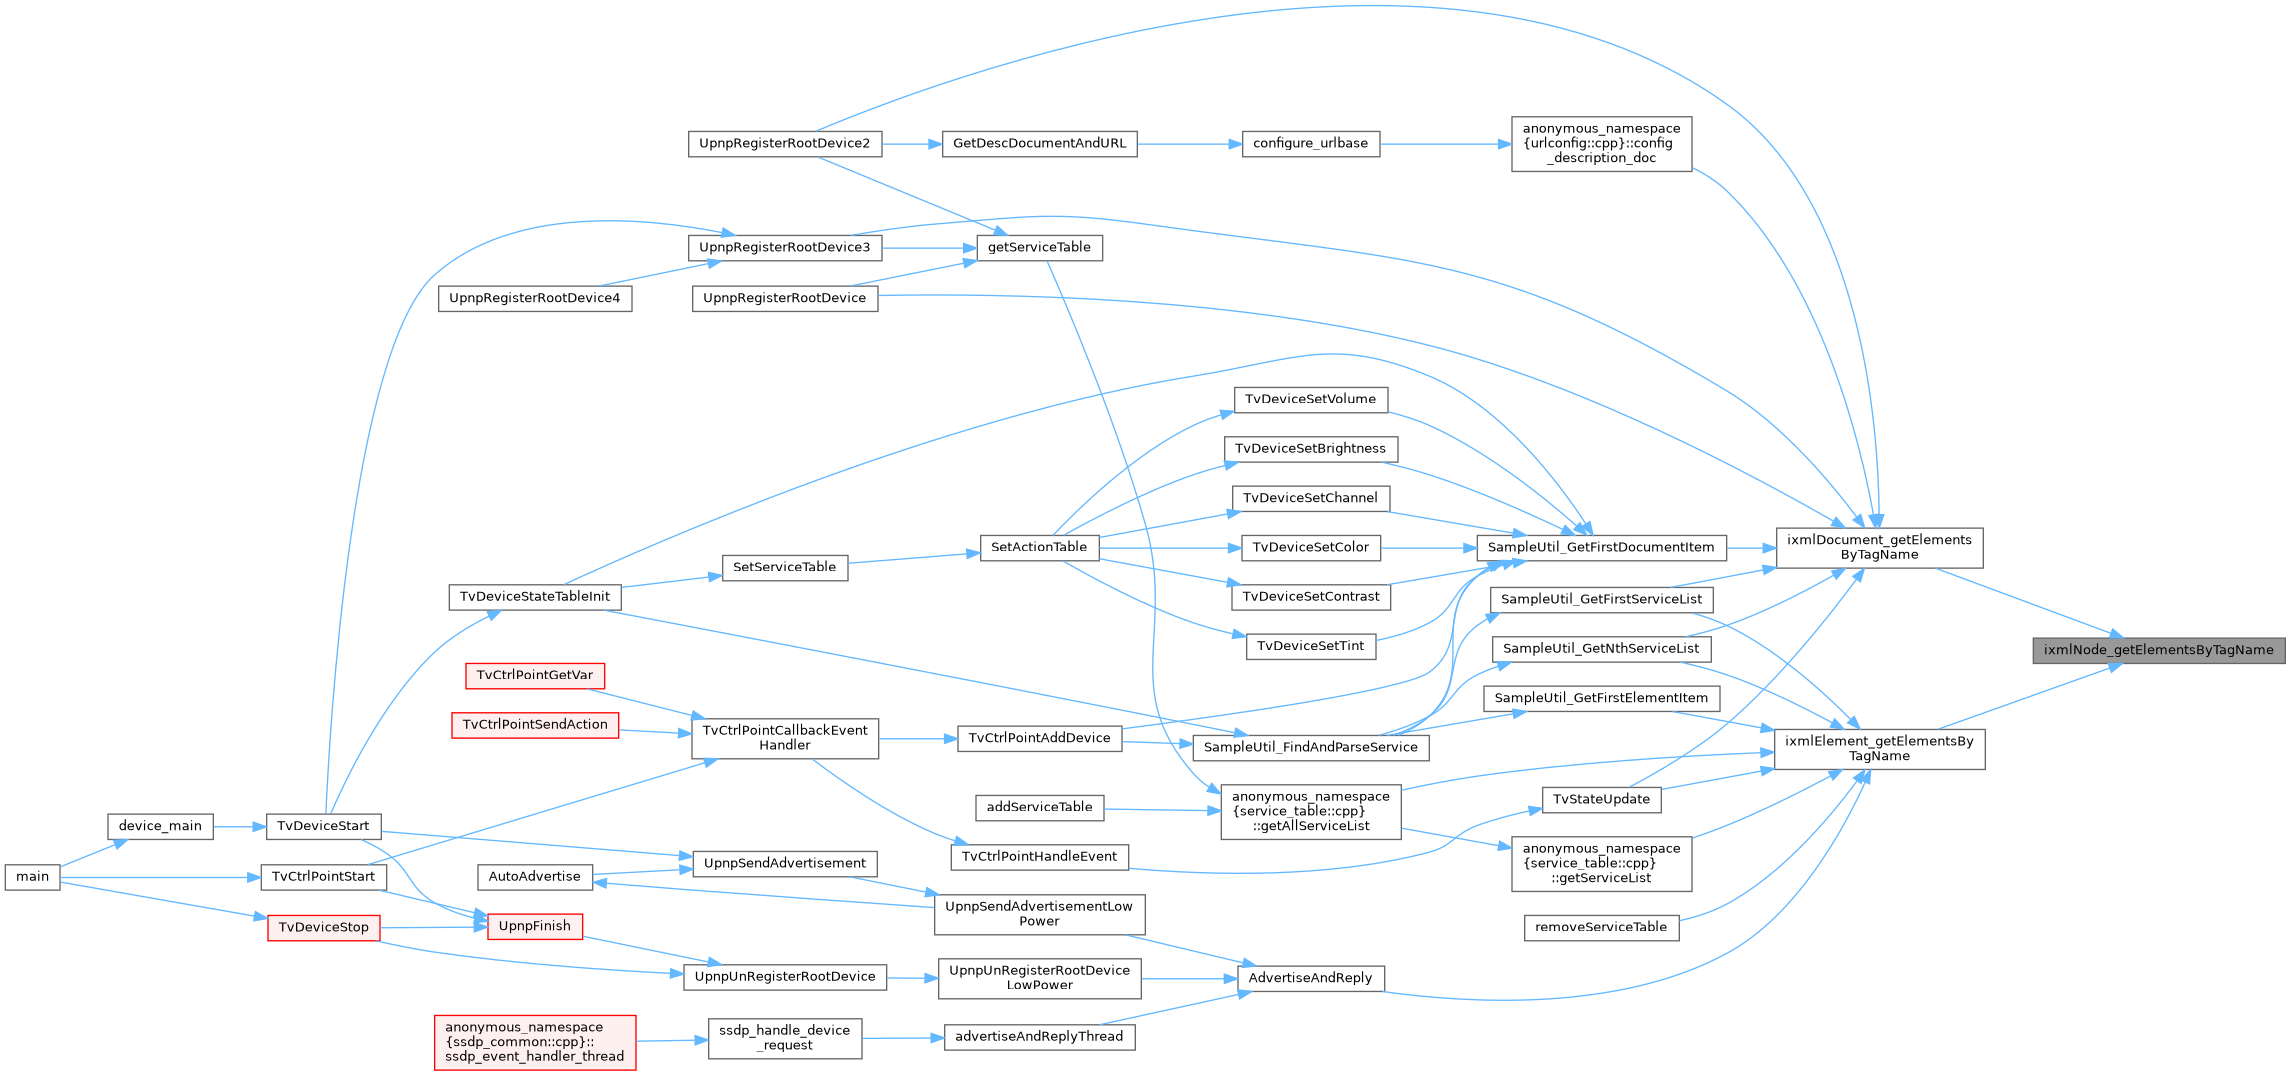 UpnpRegisterRootDevice2
GetDescDocumentAndURL
configure_urlbase
anonymous_namespace
{urlconfig::cpp}::config
_description_doc
UpnpRegisterRootDevice3
getServiceTable
UpnpRegisterRootDevice4
UpnpRegisterRootDevice
TvDeviceSetVolume
TvDeviceSetBrightness
TvDeviceSetChannel
SetActionTable
TvDeviceSetColor
SampleUtil_GetFirstDocumentItem
ixmlDocument_getElements
ByTagName
SetServiceTable
TvDeviceStateTableInit
TvDeviceSetContrast
SampleUtil_GetFirstServiceList
TvDeviceSetTint
SampleUtil_GetNthServiceList
ixmlNode_getElementsByTagName
TvCtrlPointGetVar
SampleUtil_GetFirstElementItem
TvCtrlPointSendAction
TvCtrlPointCallbackEvent
Handler
TvCtrlPointAddDevice
SampleUtil_FindAndParseService
ixmlElement_getElementsBy
TagName
addServiceTable
anonymous_namespace
{service_table::cpp}
::getAllServiceList
TvStateUpdate
device_main
TvDeviceStart
TvCtrlPointHandleEvent
anonymous_namespace
{service_table::cpp}
::getServiceList
main
TvCtrlPointStart
AutoAdvertise
UpnpSendAdvertisement
UpnpSendAdvertisementLow
Power
TvDeviceStop
UpnpFinish
removeServiceTable
UpnpUnRegisterRootDevice
UpnpUnRegisterRootDevice
LowPower
AdvertiseAndReply
anonymous_namespace
{ssdp_common::cpp}::
ssdp_event_handler_thread
ssdp_handle_device
_request
advertiseAndReplyThread